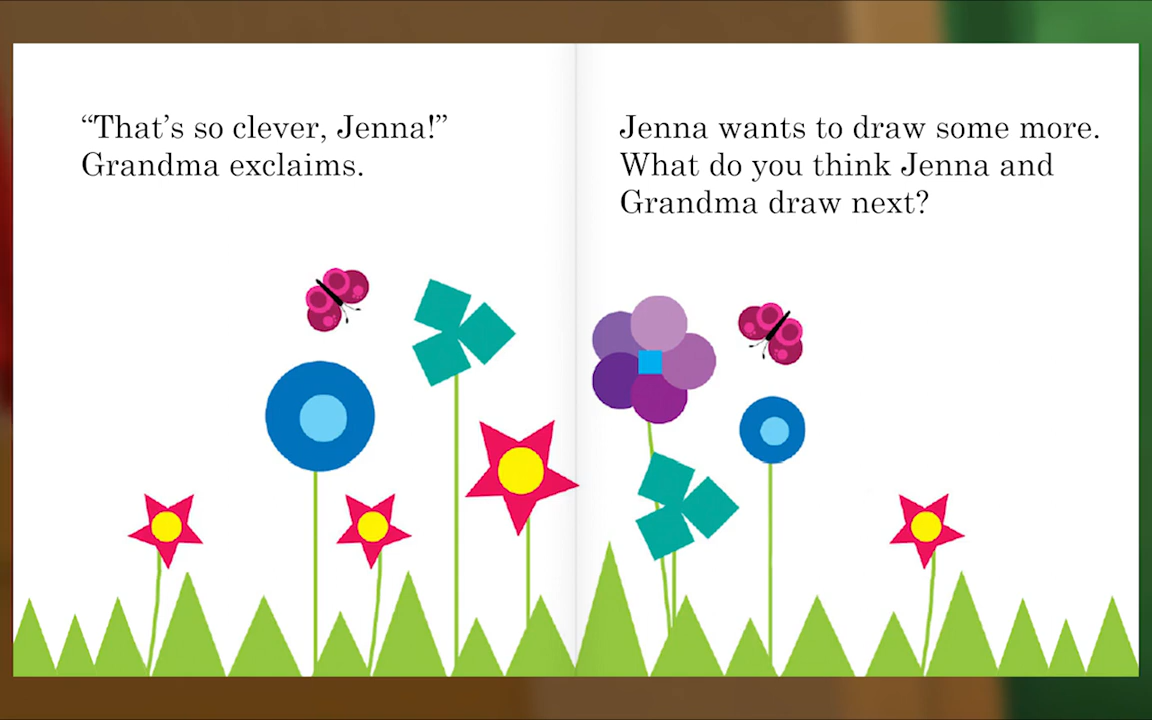 “That’s so clever, Jenna!”
Grandma exclaims.
Jenna wants to draw some more.
What do you think Jenna and
Grandma draw next?